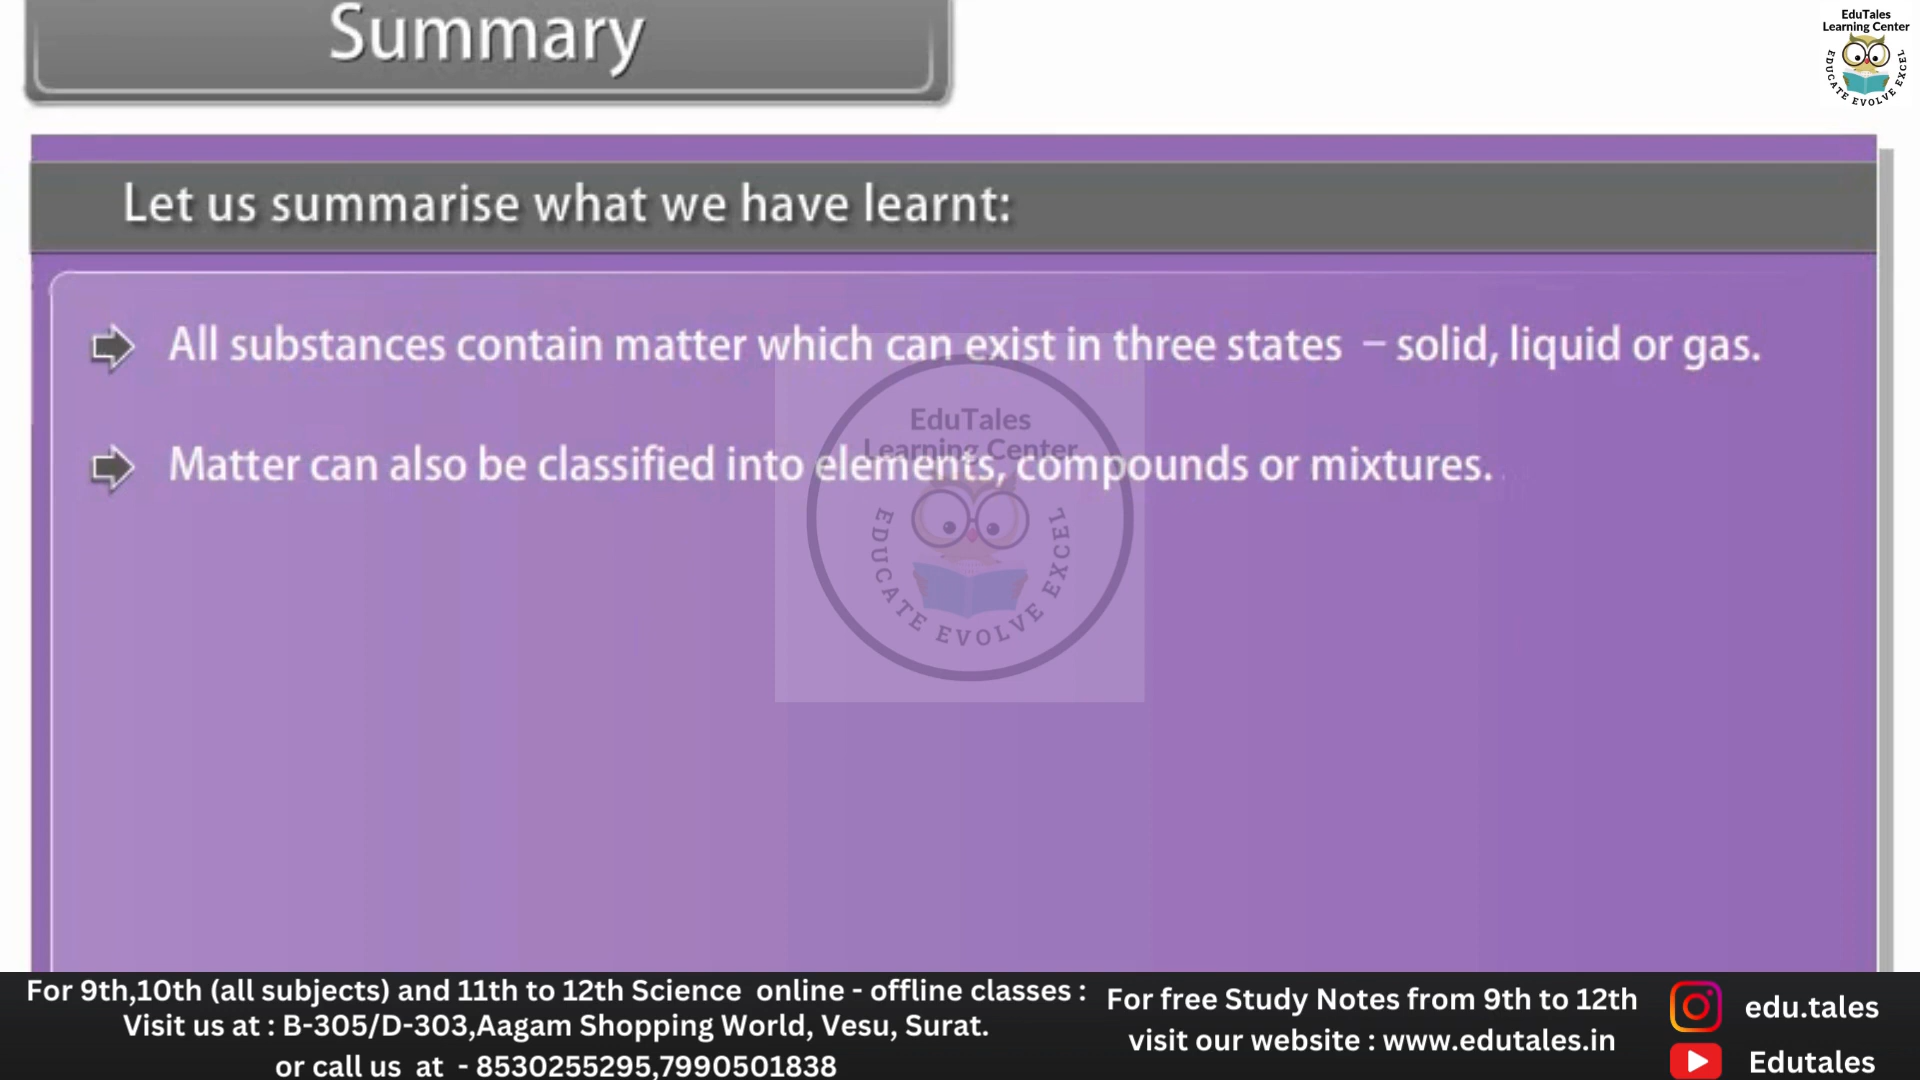 Summary
EduTales
Learning Center
EDUCATE EVOLVE EXCEL
Let us summarise what we have learnt:
All substances contain matter which can exist in three states – solid, liquid or gas.
EduTales
Learning Center
Matter can also be classified into elements, compounds or mixtures.
EDUCATE EVOLVE EXCEL
For 9th,10th (all subjects) and 11th to 12th Science online - offline classes :
Visit us at : B-305/D-303,Aagam Shopping World, Vesu, Surat.
or call us at - 8530255295,7990501838
For free Study Notes from 9th to 12th
visit our website : www.edutales.in
edu.tales
Edutales